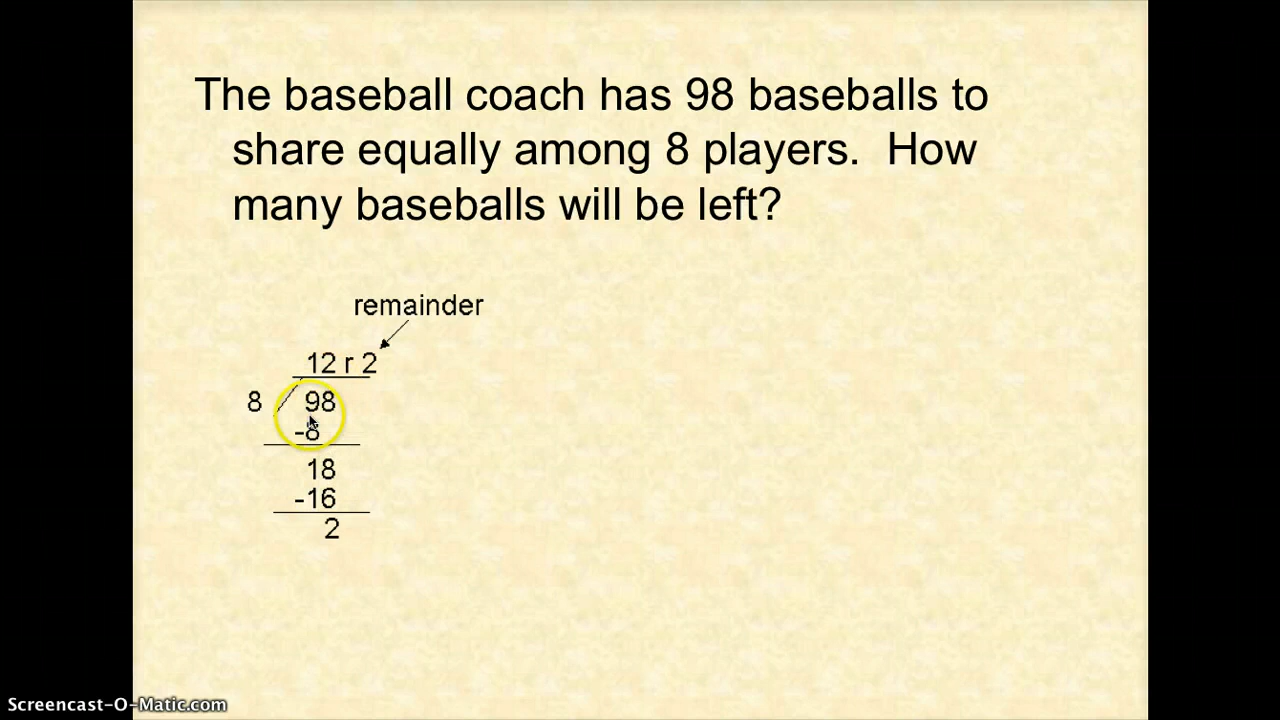 The baseball coach has 98 baseballs to
share equally among 8 players.  How
many baseballs will be left?
remainder
12 r 2
8 98
-8
18
-16
2
Screencast-O-Matic.com